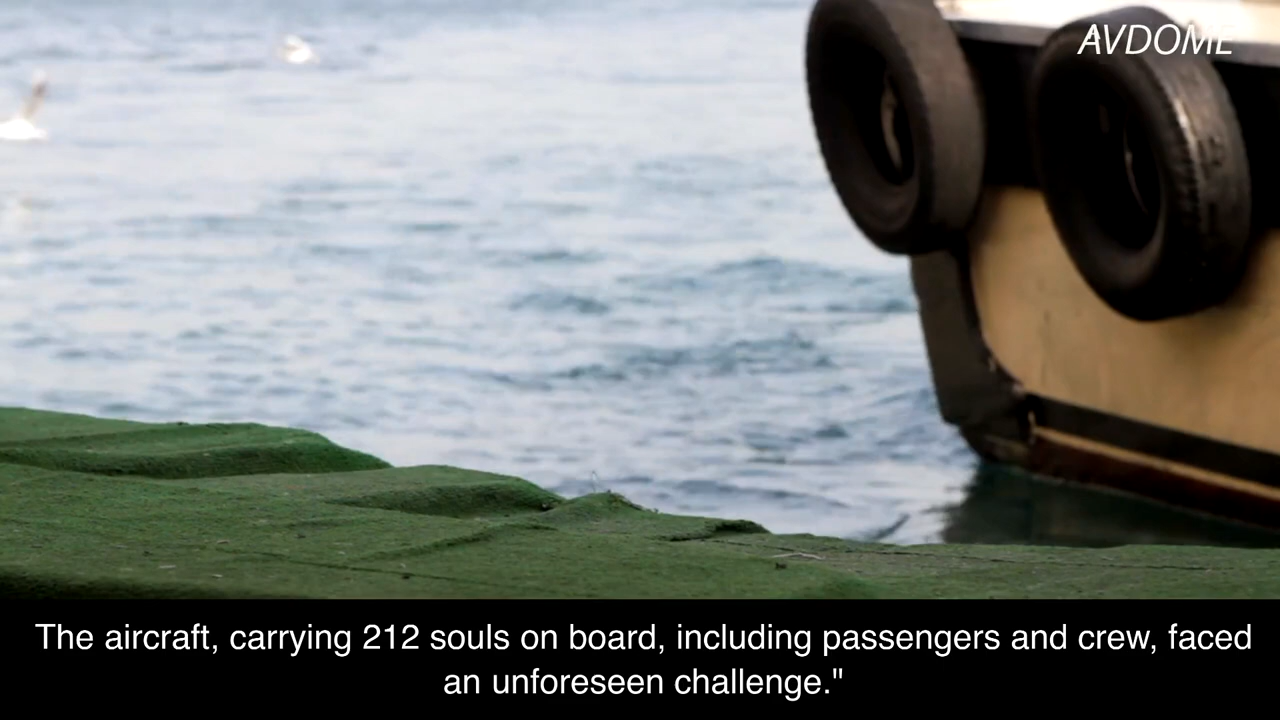 AVDOME
The aircraft, carrying 212 souls on board, including passengers and crew, faced
an unforeseen challenge."